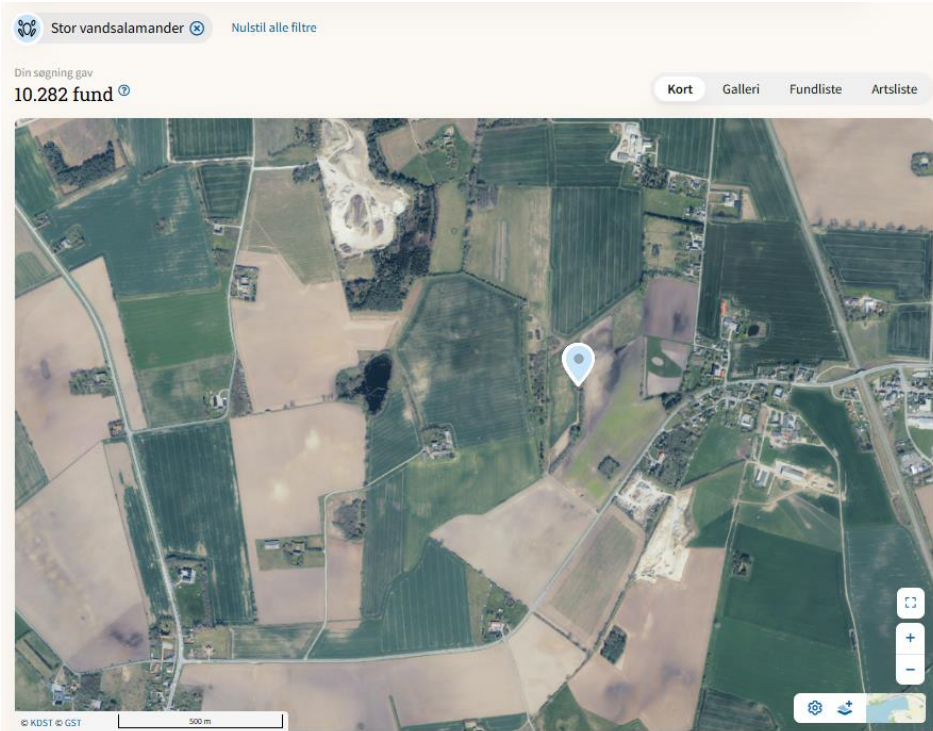 Stor vandsalamander
Nulstil alle filtre
Din søgning gav
10.282 fund ?
Kort
Galleri
Fundliste
Artsliste
+
−
© KDST © GST
500 m